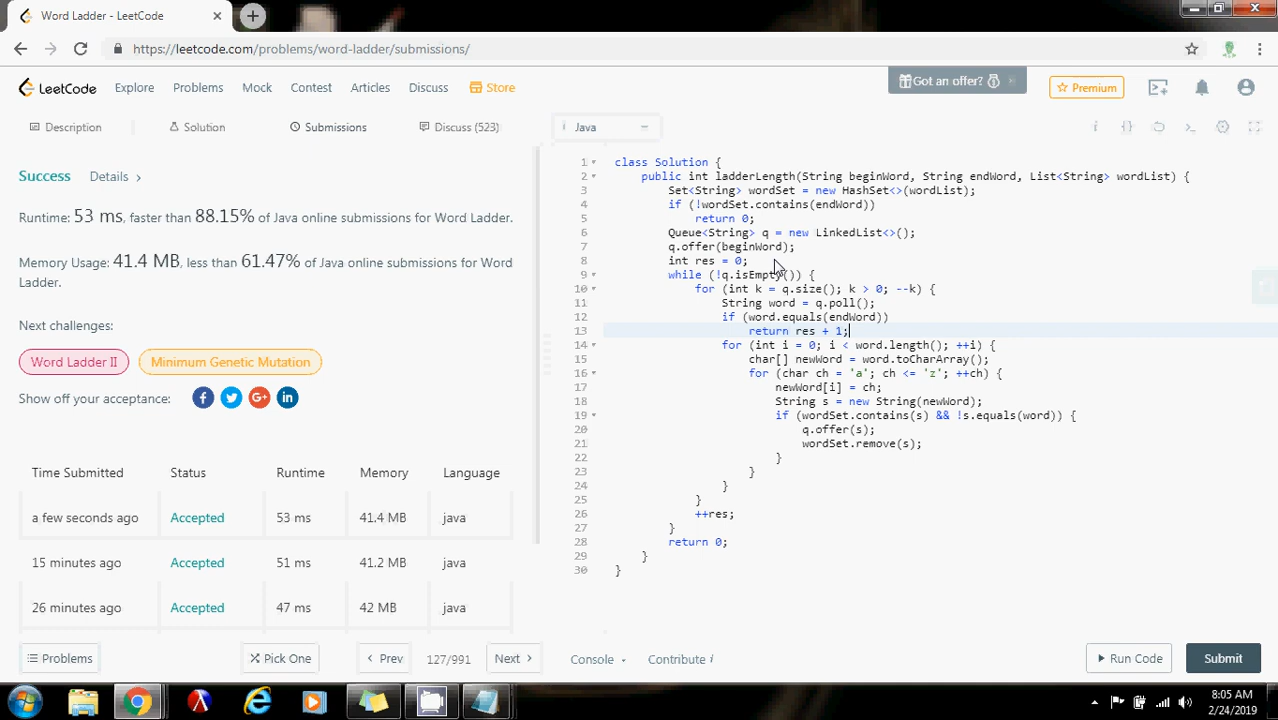 Word Ladder - LeetCode
https://leetcode.com/problems/word-ladder/submissions/
LeetCode Explore Problems Mock Contest Articles Discuss Store
Got an offer?
Premium
Description Solution Submissions Discuss (523)
Java
Success Details
Runtime: 53 ms, faster than 88.15% of Java online submissions for Word Ladder.
Memory Usage: 41.4 MB, less than 61.47% of Java online submissions for Word
Ladder.
Next challenges:
Word Ladder II Minimum Genetic Mutation
Show off your acceptance:
Time Submitted Status Runtime Memory Language
a few seconds ago Accepted 53 ms 41.4 MB java
15 minutes ago Accepted 51 ms 41.2 MB java
26 minutes ago Accepted 47 ms 42 MB java
1 class Solution {
2 public int ladderLength(String beginWord, String endWord, List<String> wordList) {
3 Set<String> wordSet = new HashSet<>(wordList);
4 if (!wordSet.contains(endWord))
5 return 0;
6 Queue<String> q = new LinkedList<>();
7 q.offer(beginWord);
8 int res = 0;
9 while (!q.isEmpty()) {
10 for (int k = q.size(); k > 0; --k) {
11 String word = q.poll();
12 if (word.equals(endWord))
13 return res + 1;
14 for (int i = 0; i < word.length(); ++i) {
15 char[] newWord = word.toCharArray();
16 for (char ch = 'a'; ch <= 'z'; ++ch) {
17 newWord[i] = ch;
18 String s = new String(newWord);
19 if (wordSet.contains(s) && !s.equals(word)) {
20 q.offer(s);
21 wordSet.remove(s);
22 }
23 }
24 }
25 }
26 ++res;
27 }
28 return 0;
29 }
30 }
Problems Pick One Prev 127/991 Next Console Contribute i Run Code Submit
8:05 AM
2/24/2019